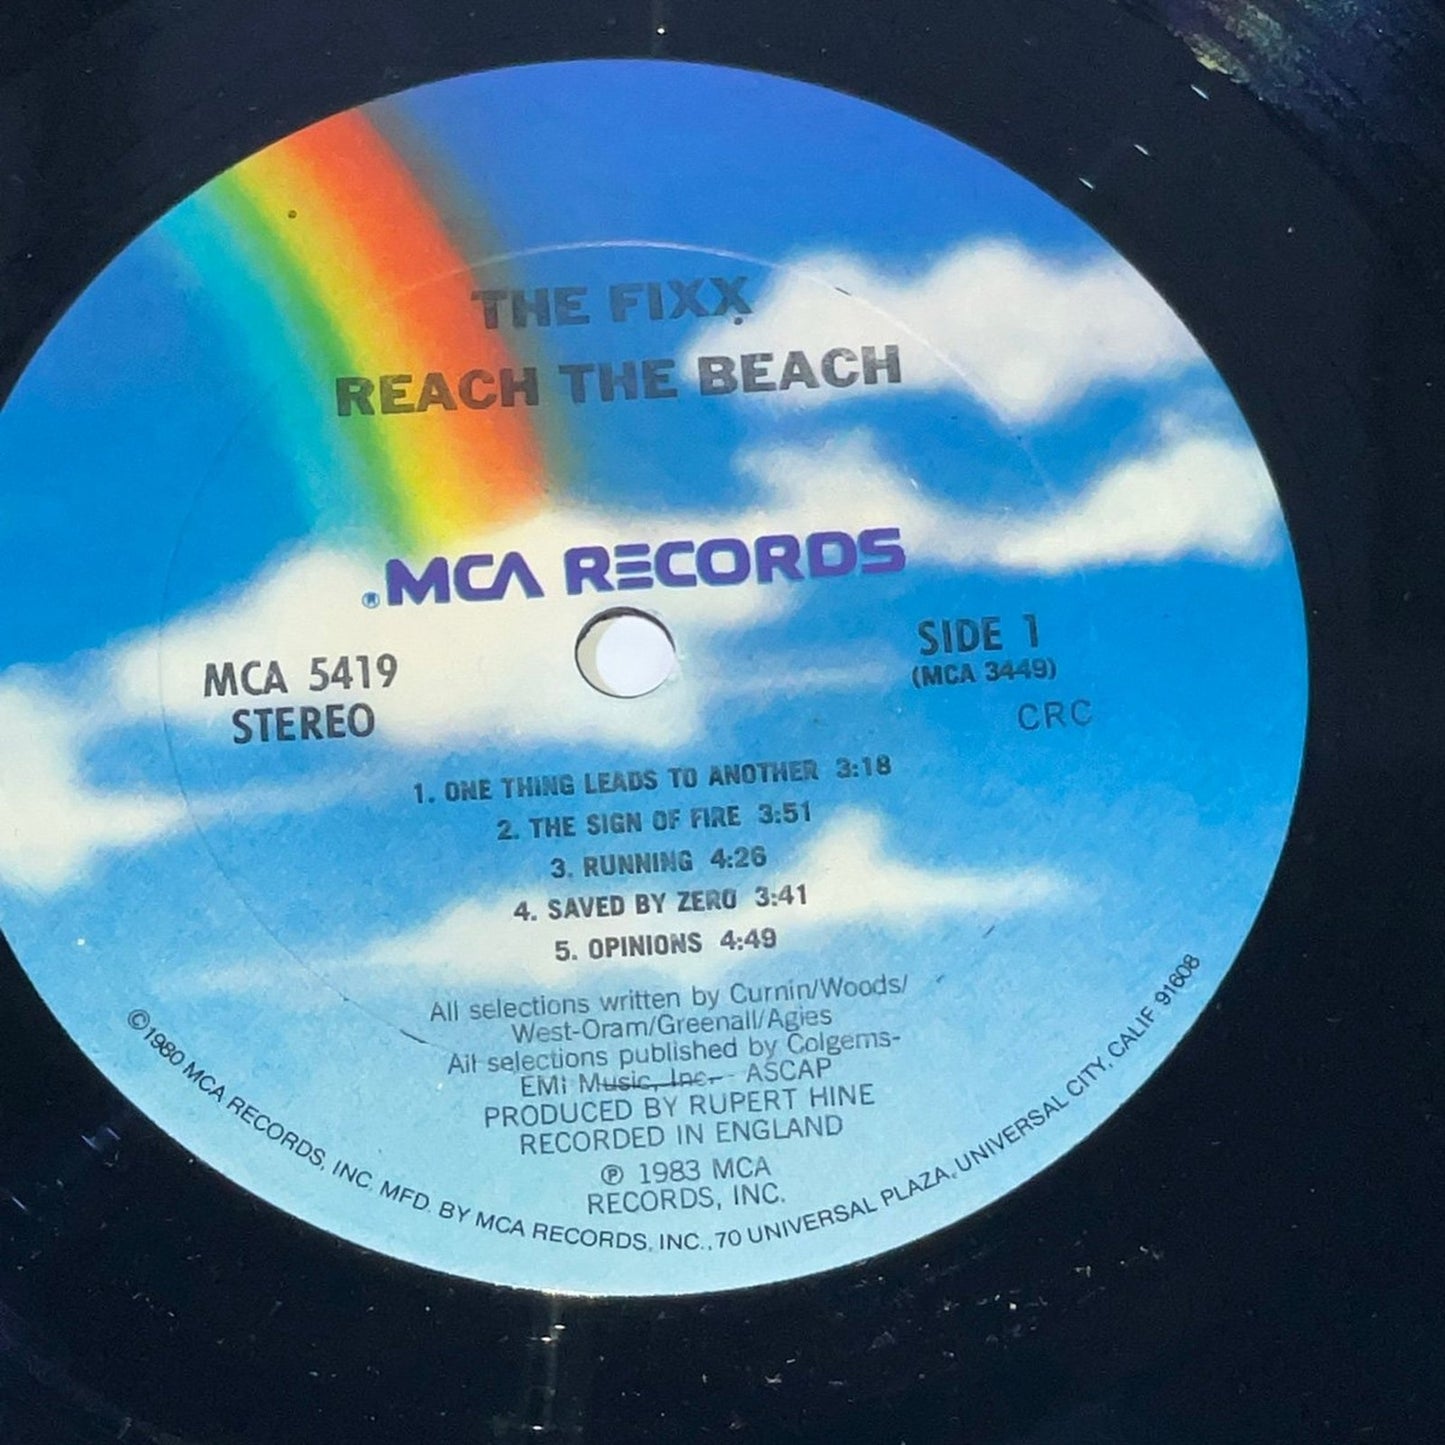 THE FIXX
REACH THE BEACH
® MCA RECORDS
MCA 5419
STEREO
SIDE 1
(MCA 3449)
CRC
1. ONE THING LEADS TO ANOTHER 3:18
2. THE SIGN OF FIRE 3:51
3. RUNNING 4:26
4. SAVED BY ZERO 3:41
5. OPINIONS 4:49
All selections written by Curnin/Woods/
West-Oram/Greenall/Agies
All selections published by Colgems-
EMI Music, Inc. - ASCAP
PRODUCED BY RUPERT HINE
RECORDED IN ENGLAND
℗ 1983 MCA
RECORDS, INC.
©1980 MCA RECORDS, INC. MFD. BY MCA RECORDS, INC., 70 UNIVERSAL PLAZA, UNIVERSAL CITY, CALIF 91608